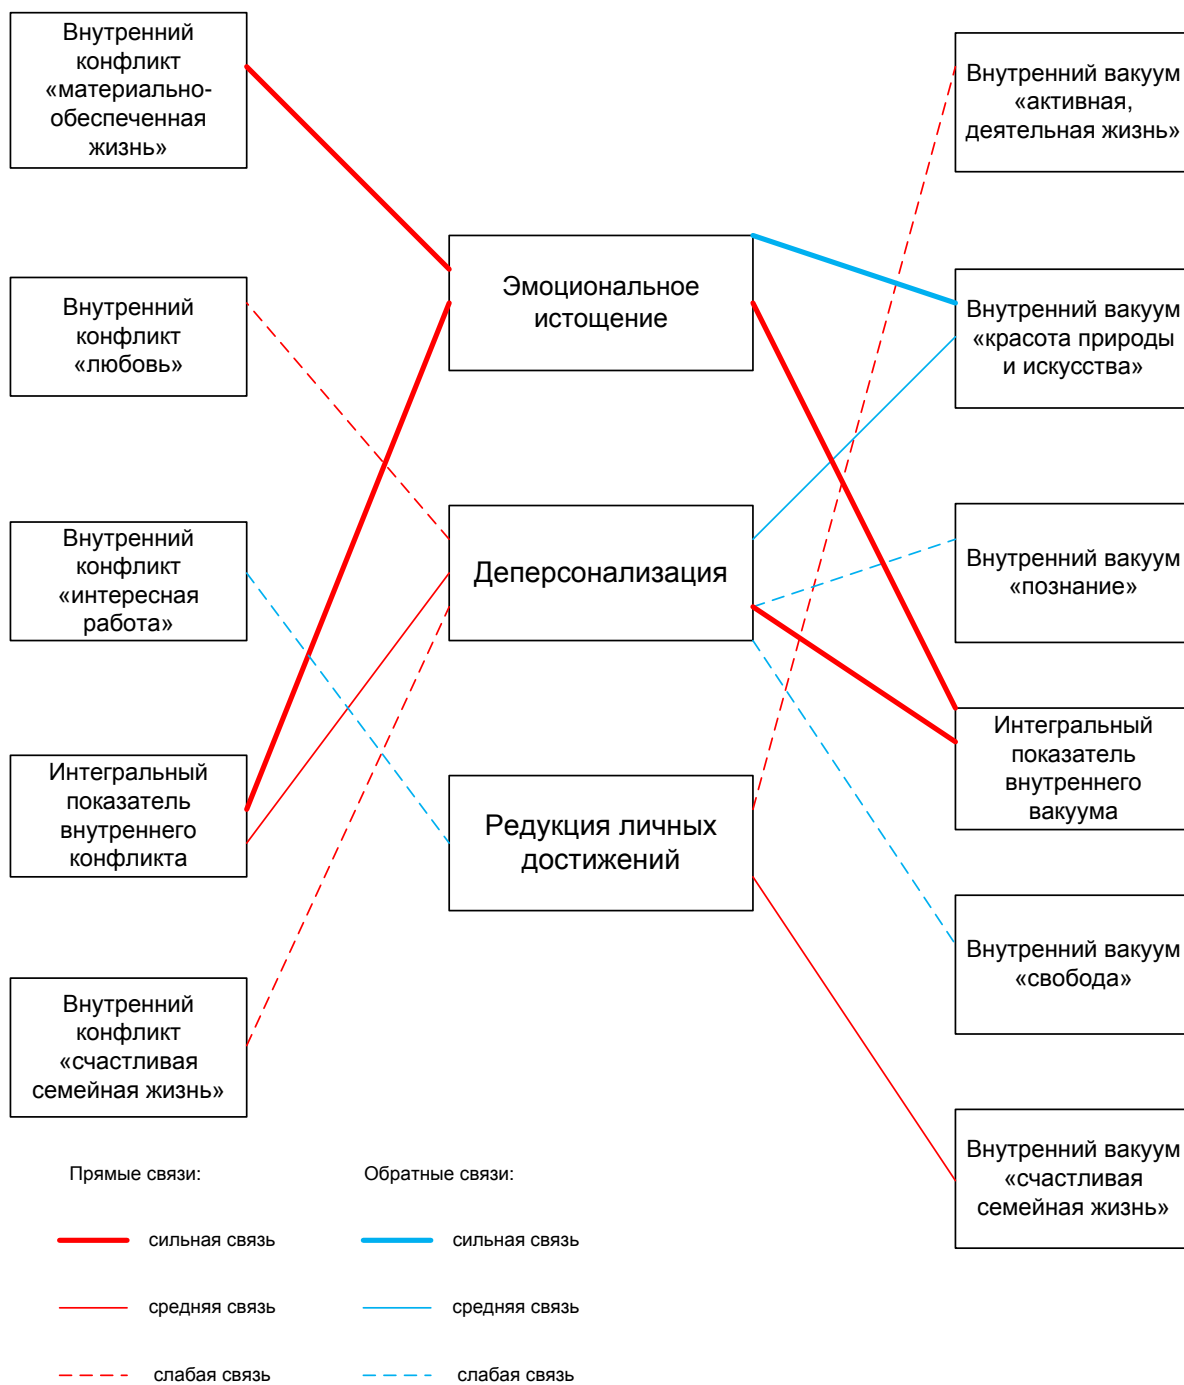 Внутренний
конфликт
«материально-
обеспеченная
жизнь»
Внутренний
конфликт
«любовь»
Внутренний
конфликт
«интересная
работа»
Интегральный
показатель
внутреннего
конфликта
Внутренний
конфликт
«счастливая
семейная жизнь»
Эмоциональное
истощение
Деперсонализация
Редукция личных
достижений
Внутренний вакуум
«активная,
деятельная жизнь»
Внутренний вакуум
«красота природы
и искусства»
Внутренний вакуум
«познание»
Интегральный
показатель
внутреннего
вакуума
Внутренний вакуум
«свобода»
Внутренний вакуум
«счастливая
семейная жизнь»
Прямые связи:
сильная связь
средняя связь
слабая связь
Обратные связи:
сильная связь
средняя связь
слабая связь